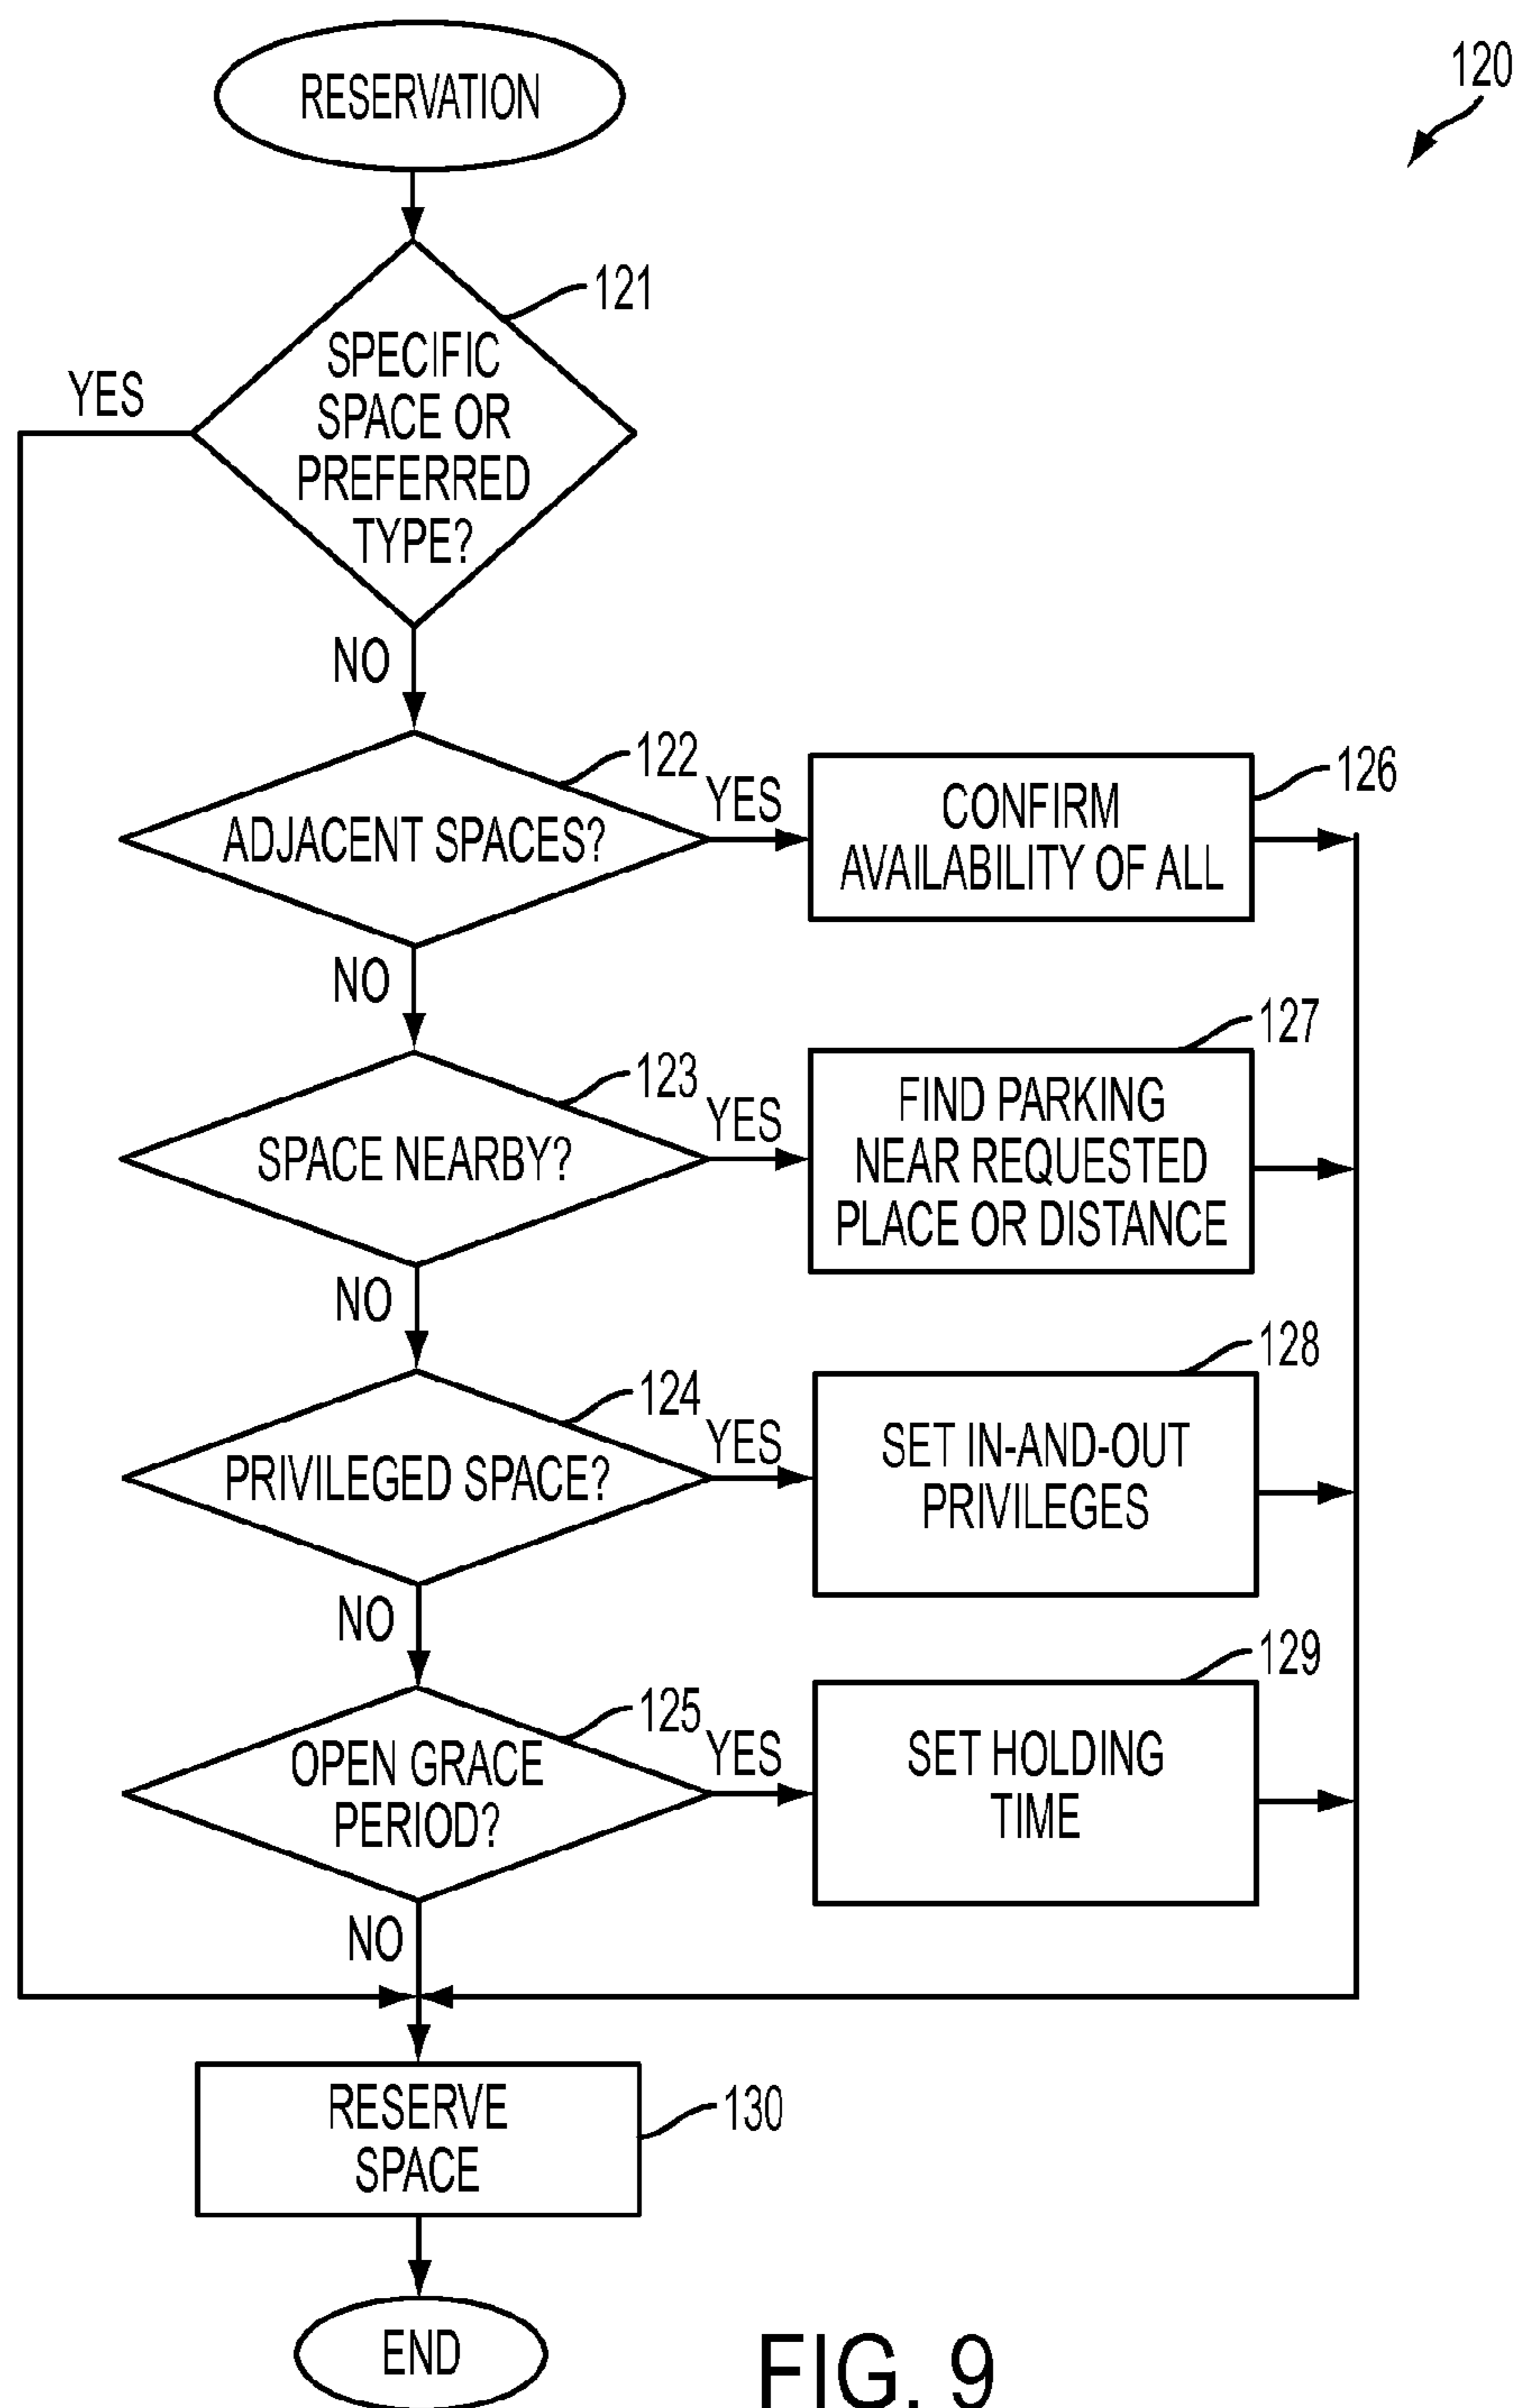 RESERVATION
120
121
SPECIFIC
SPACE OR
PREFERRED
TYPE?
YES
NO
122
ADJACENT SPACES?
YES
CONFIRM
AVAILABILITY OF ALL
126
NO
123
SPACE NEARBY?
YES
127
FIND PARKING
NEAR REQUESTED
PLACE OR DISTANCE
NO
124
PRIVILEGED SPACE?
YES
128
SET IN-AND-OUT
PRIVILEGES
NO
125
OPEN GRACE
PERIOD?
YES
129
SET HOLDING
TIME
NO
RESERVE
SPACE
130
END
FIG. 9